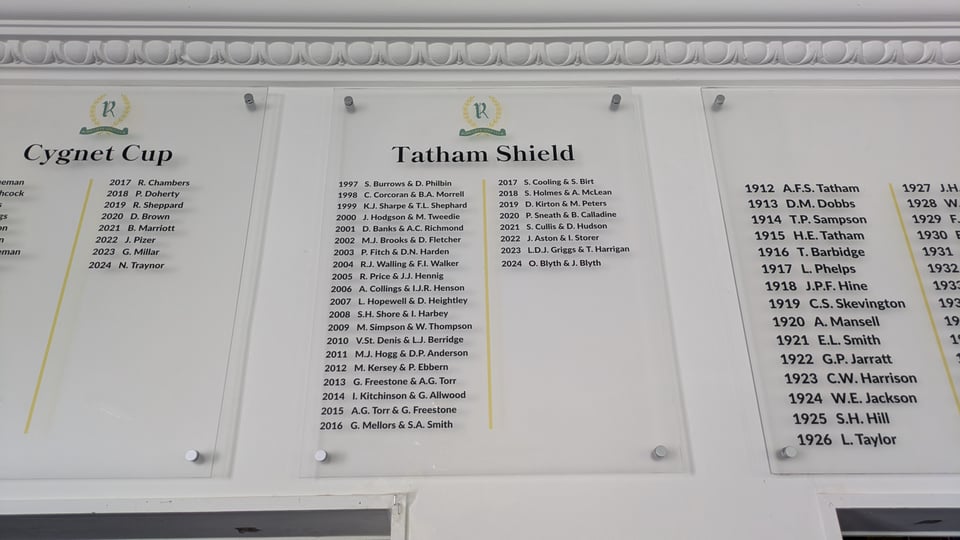 R
Cygnet Cup
2017 R. Chambers
2018 P. Doherty
2019 R. Sheppard
2020 D. Brown
2021 B. Marriott
2022 J. Pizer
2023 G. Millar
2024 N. Traynor
R
Tatham Shield
1997 S. Burrows & D. Philbin
1998 C. Corcoran & B.A. Morrell
1999 K.J. Sharpe & T.L. Shephard
2000 J. Hodgson & M. Tweedie
2001 D. Banks & A.C. Richmond
2002 M.J. Brooks & D. Fletcher
2003 P. Fitch & D.N. Harden
2004 R.J. Walling & F.I. Walker
2005 R. Price & J.J. Hennig
2006 A. Collings & I.J.R. Henson
2007 L. Hopewell & D. Heightley
2008 S.H. Shore & I. Harbey
2009 M. Simpson & W. Thompson
2010 V.St. Denis & L.J. Berridge
2011 M.J. Hogg & D.P. Anderson
2012 M. Kersey & P. Ebbern
2013 G. Freestone & A.G. Torr
2014 I. Kitchinson & G. Allwood
2015 A.G. Torr & G. Freestone
2016 G. Mellors & S.A. Smith
2017 S. Cooling & S. Birt
2018 S. Holmes & A. McLean
2019 D. Kirton & M. Peters
2020 P. Sneath & B. Calladine
2021 S. Cullis & D. Hudson
2022 J. Aston & I. Storer
2023 L.D.J. Griggs & T. Harrigan
2024 O. Blyth & J. Blyth
1912 A.F.S. Tatham
1913 D.M. Dobbs
1914 T.P. Sampson
1915 H.E. Tatham
1916 T. Barbidge
1917 L. Phelps
1918 J.P.F. Hine
1919 C.S. Skevington
1920 A. Mansell
1921 E.L. Smith
1922 G.P. Jarratt
1923 C.W. Harrison
1924 W.E. Jackson
1925 S.H. Hill
1926 L. Taylor
1927 J.H.
1928 W.
1929 F.
1930
1931
1932